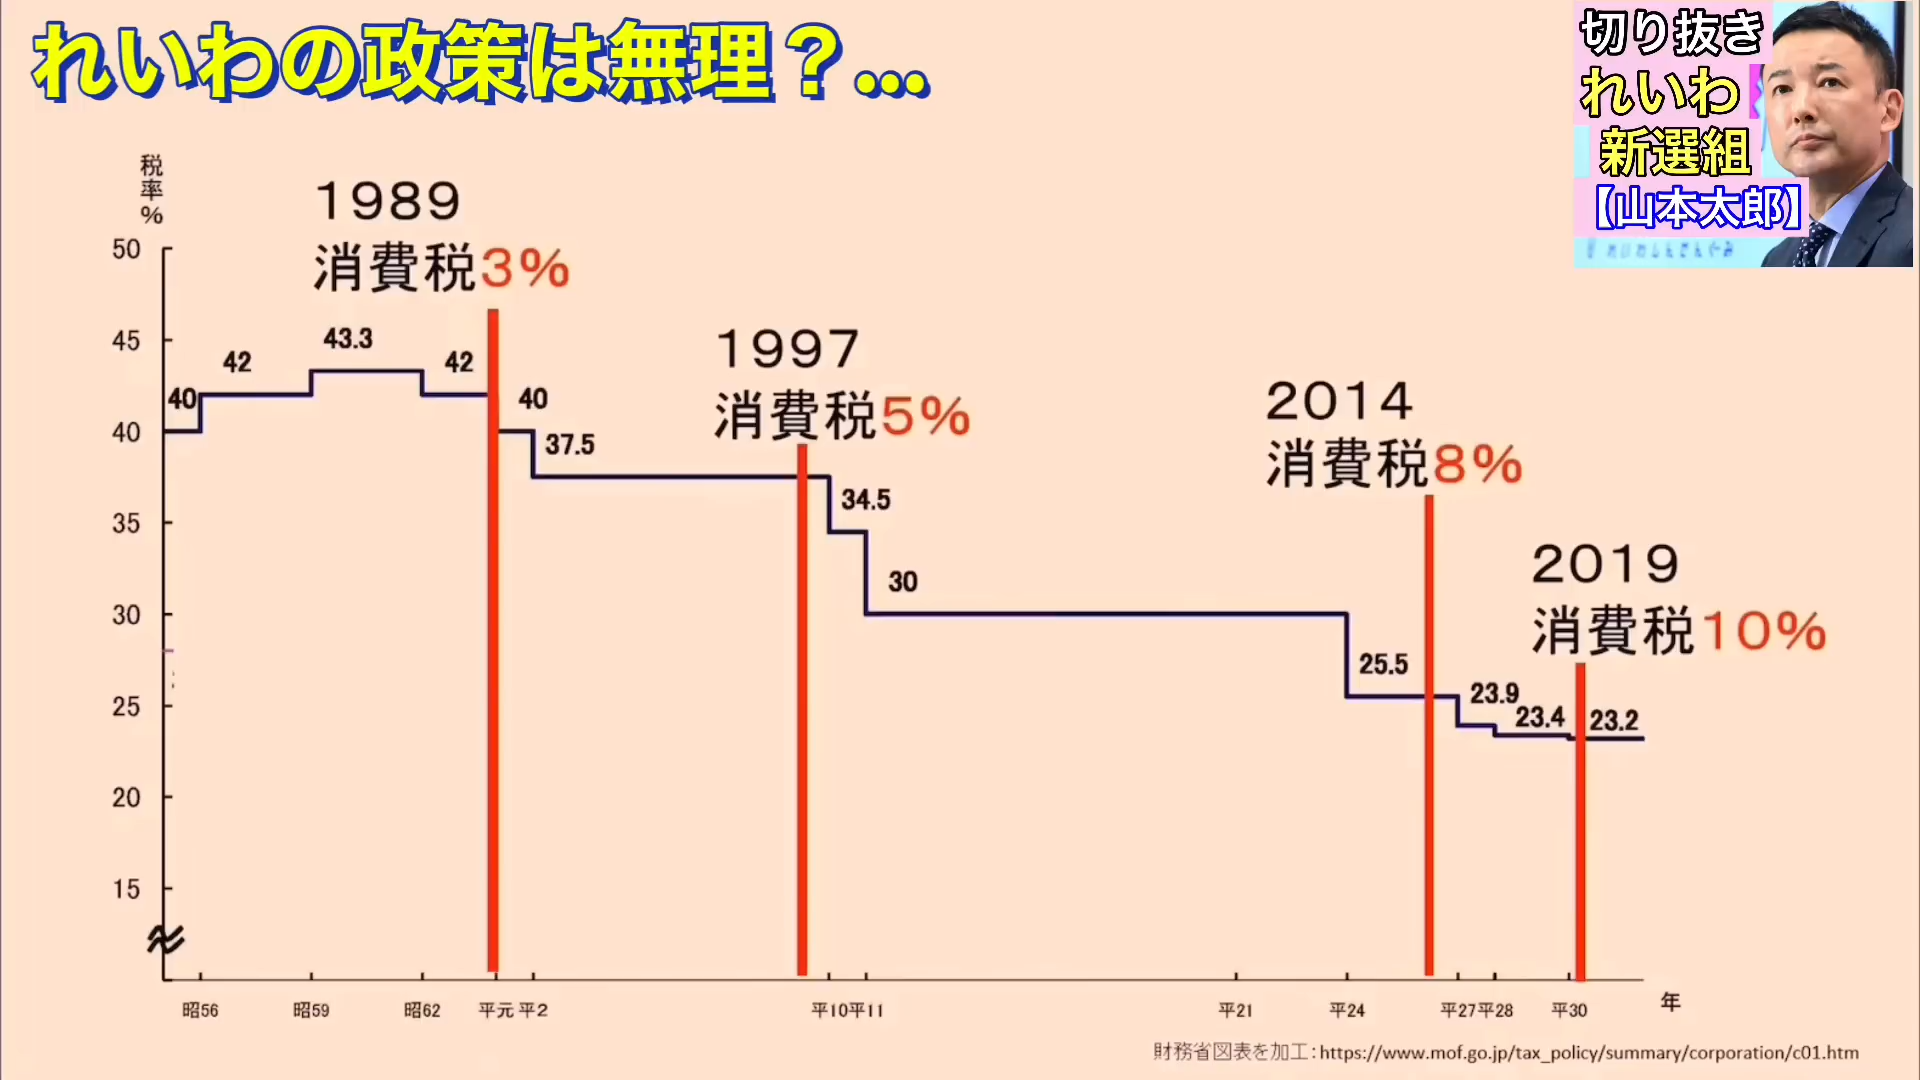 れいわの政策は無理？...
切り抜き
れいわ
新選組
【山本太郎】
税率%
1989
消費税3%
1997
消費税5%
2014
消費税8%
2019
消費税10%
50
45
40
35
30
25
20
15
40
42
43.3
42
40
37.5
34.5
30
25.5
23.9
23.4
23.2
昭56 昭59 昭62 平元 平2 平10 平11 平21 平24 平27 平28 平30 年
財務省図表を加工：https://www.mof.go.jp/tax_policy/summary/corporation/c01.htm